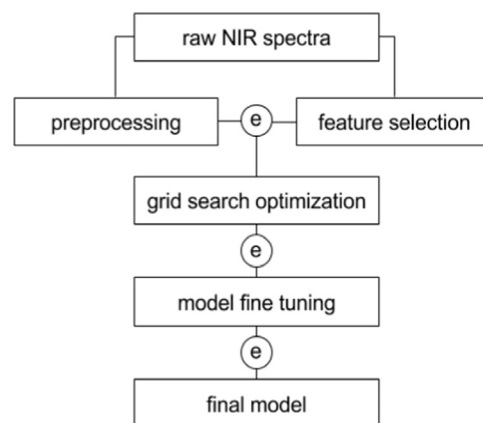 raw NIR spectra
preprocessing
e
feature selection
grid search optimization
e
model fine tuning
e
final model